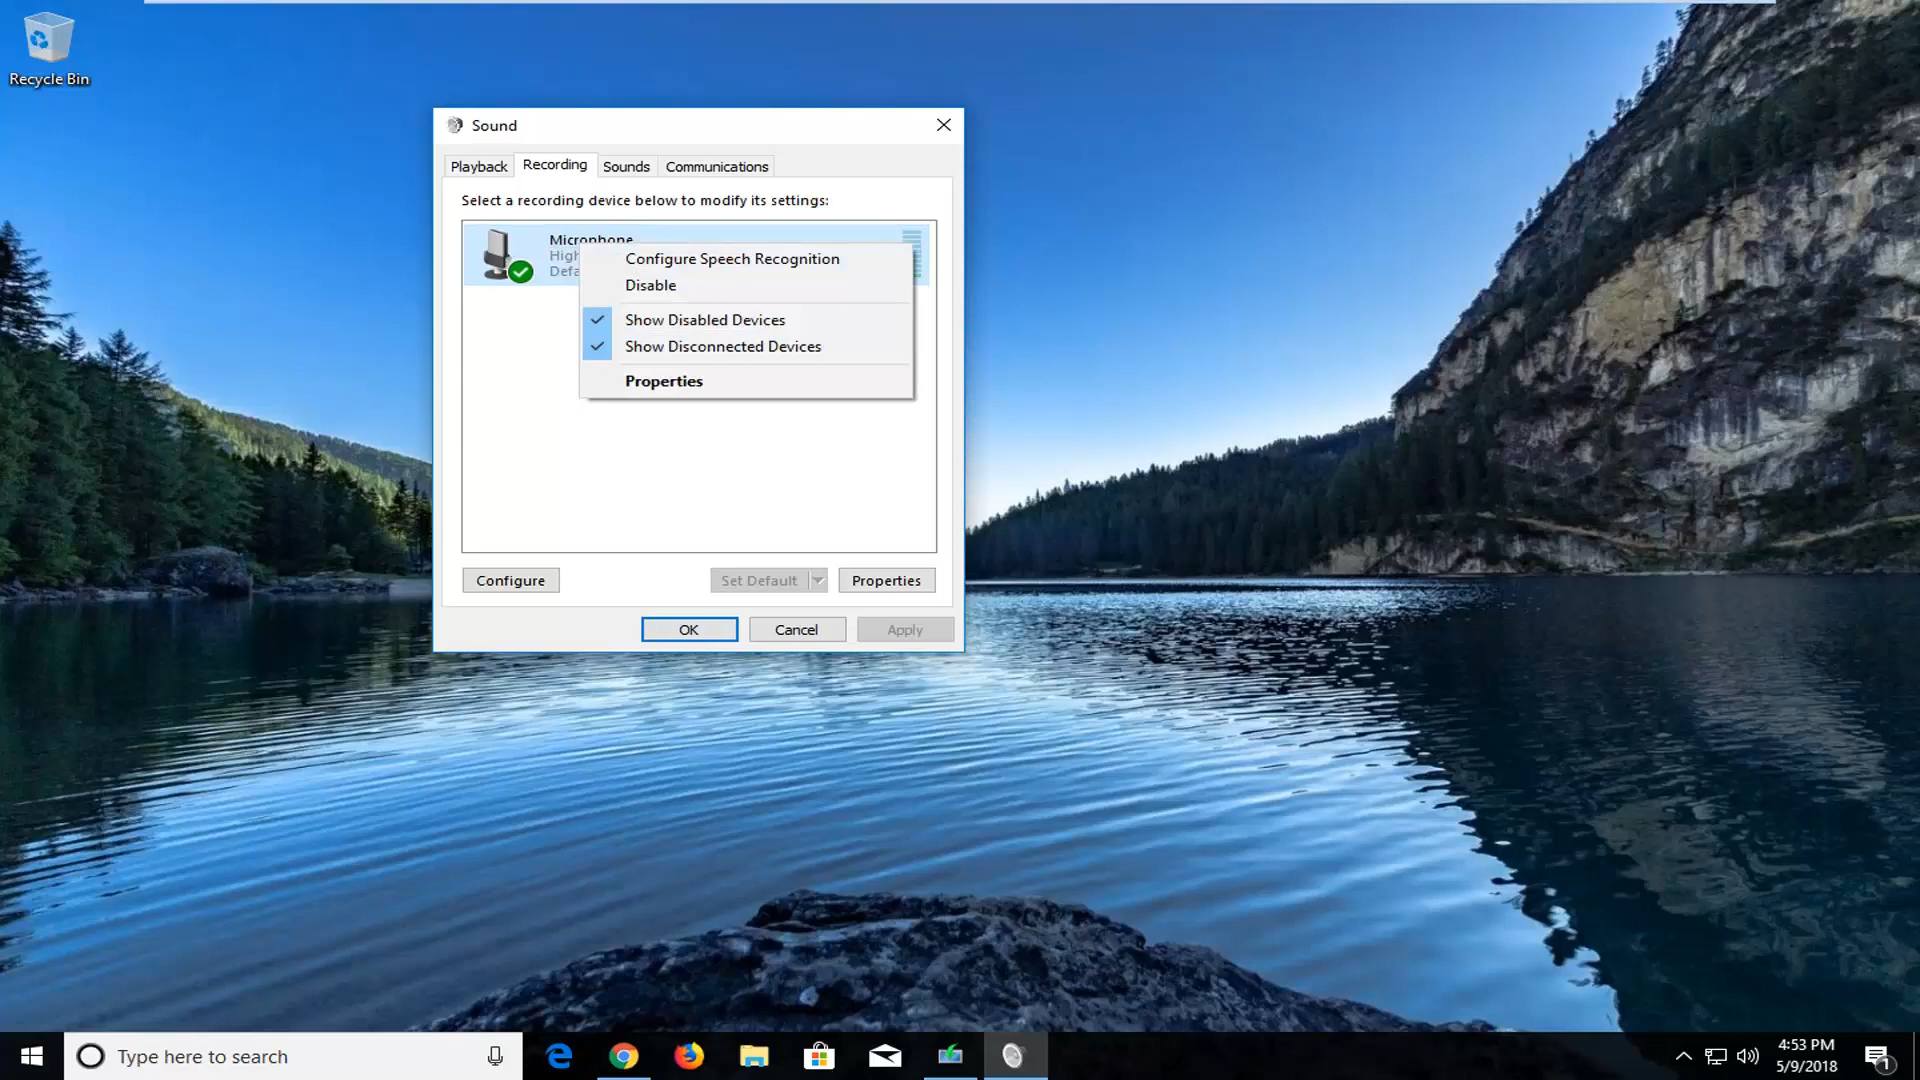 Recycle Bin
Sound
Playback
Recording
Sounds
Communications
Select a recording device below to modify its settings:
Microphone
High
Defa
Configure Speech Recognition
Disable
Show Disabled Devices
Show Disconnected Devices
Properties
Configure
Set Default
Properties
OK
Cancel
Apply
Type here to search
4:53 PM
5/9/2018
1